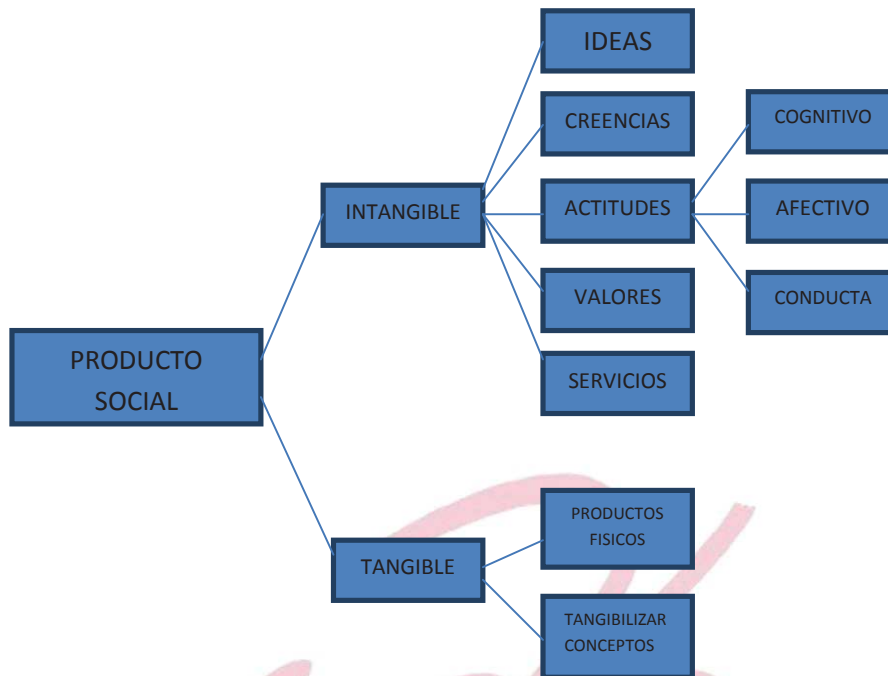 IDEAS
CREENCIAS
COGNITIVO
INTANGIBLE
ACTITUDES
AFECTIVO
VALORES
CONDUCTA
PRODUCTO
SOCIAL
SERVICIOS
PRODUCTOS
FISICOS
TANGIBLE
TANGIBILIZAR
CONCEPTOS